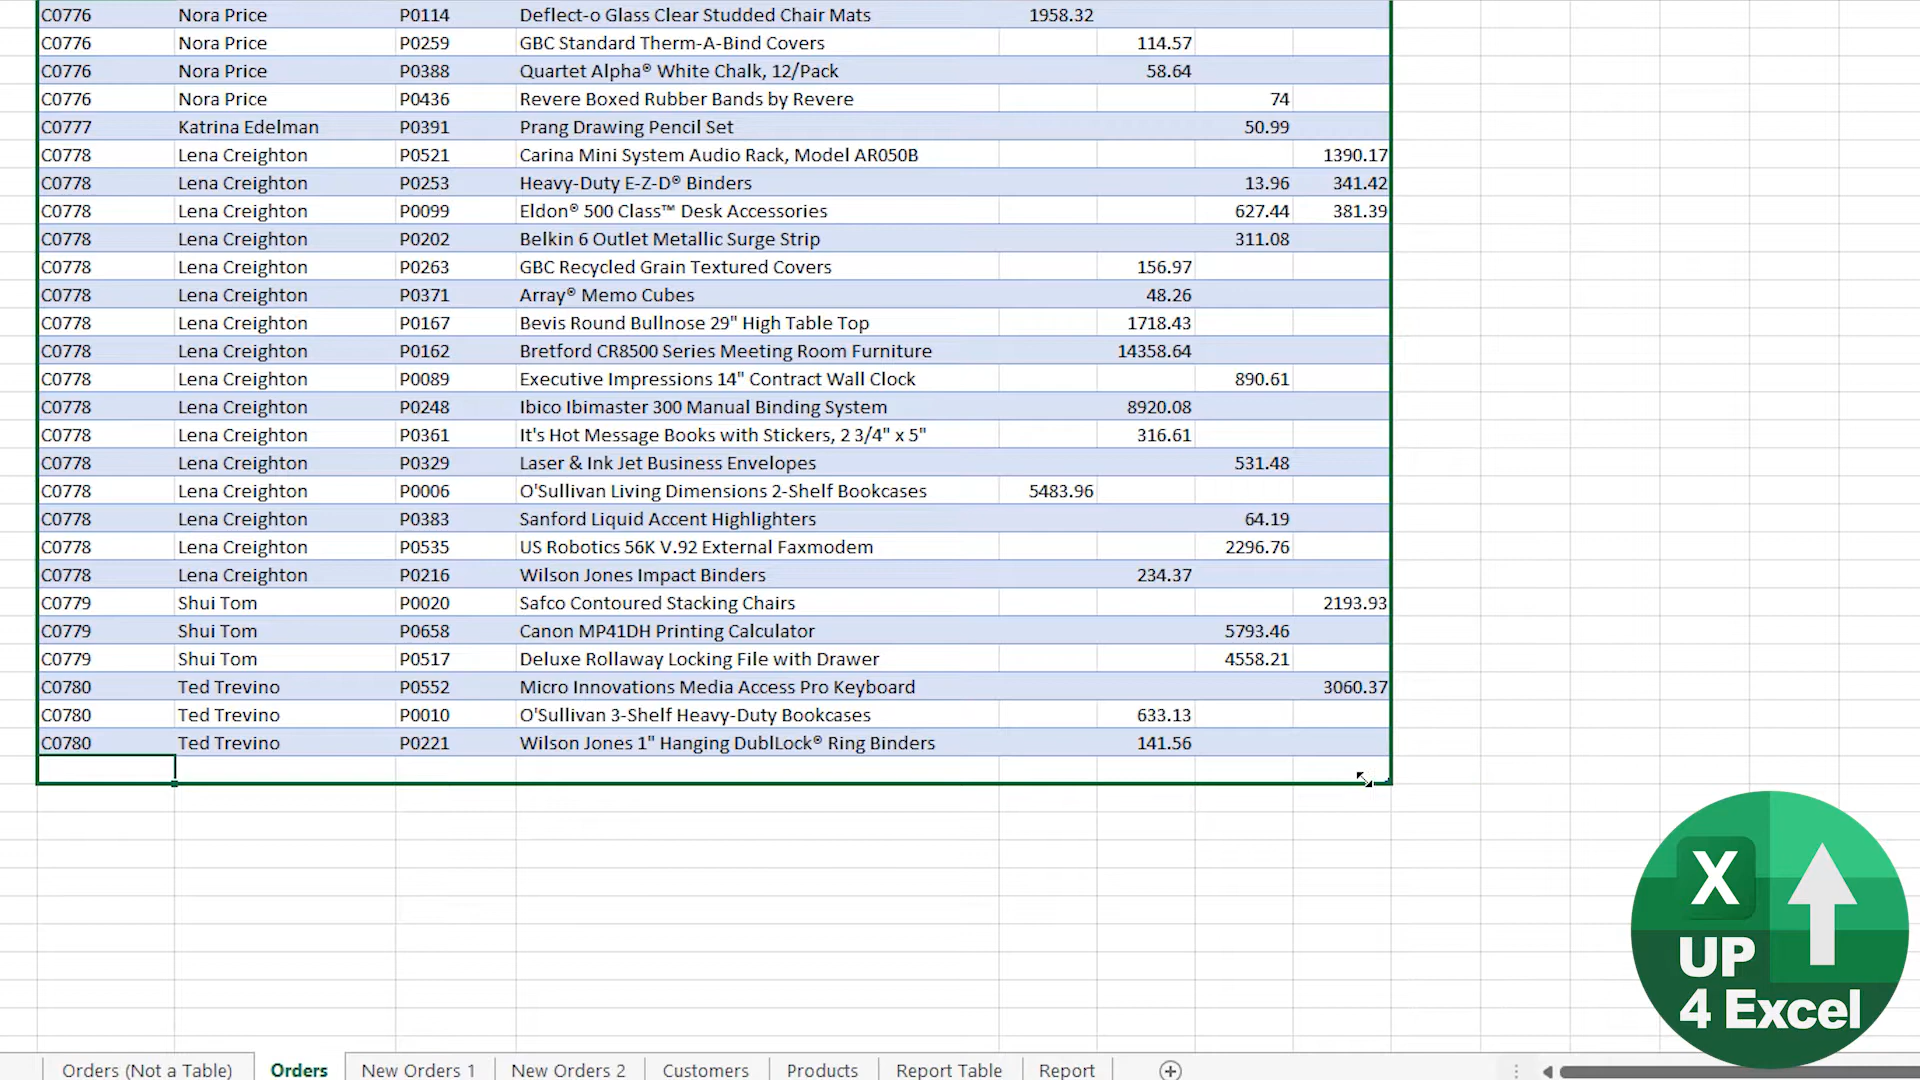 C0776 Nora Price P0114 Deflect-o Glass Clear Studded Chair Mats 1958.32
C0776 Nora Price P0259 GBC Standard Therm-A-Bind Covers 114.57
C0776 Nora Price P0388 Quartet Alpha® White Chalk, 12/Pack 58.64
C0776 Nora Price P0436 Revere Boxed Rubber Bands by Revere 74
C0777 Katrina Edelman P0391 Prang Drawing Pencil Set 50.99
C0778 Lena Creighton P0521 Carina Mini System Audio Rack, Model AR050B 1390.17
C0778 Lena Creighton P0253 Heavy-Duty E-Z-D® Binders 13.96 341.42
C0778 Lena Creighton P0099 Eldon® 500 Class™ Desk Accessories 627.44 381.39
C0778 Lena Creighton P0202 Belkin 6 Outlet Metallic Surge Strip 311.08
C0778 Lena Creighton P0263 GBC Recycled Grain Textured Covers 156.97
C0778 Lena Creighton P0371 Array® Memo Cubes 48.26
C0778 Lena Creighton P0167 Bevis Round Bullnose 29" High Table Top 1718.43
C0778 Lena Creighton P0162 Bretford CR8500 Series Meeting Room Furniture 14358.64
C0778 Lena Creighton P0089 Executive Impressions 14" Contract Wall Clock 890.61
C0778 Lena Creighton P0248 Ibico Ibimaster 300 Manual Binding System 8920.08
C0778 Lena Creighton P0361 It's Hot Message Books with Stickers, 2 3/4" x 5" 316.61
C0778 Lena Creighton P0329 Laser & Ink Jet Business Envelopes 531.48
C0778 Lena Creighton P0006 O'Sullivan Living Dimensions 2-Shelf Bookcases 5483.96
C0778 Lena Creighton P0383 Sanford Liquid Accent Highlighters 64.19
C0778 Lena Creighton P0535 US Robotics 56K V.92 External Faxmodem 2296.76
C0778 Lena Creighton P0216 Wilson Jones Impact Binders 234.37
C0779 Shui Tom P0020 Safco Contoured Stacking Chairs 2193.93
C0779 Shui Tom P0658 Canon MP41DH Printing Calculator 5793.46
C0779 Shui Tom P0517 Deluxe Rollaway Locking File with Drawer 4558.21
C0780 Ted Trevino P0552 Micro Innovations Media Access Pro Keyboard 3060.37
C0780 Ted Trevino P0010 O'Sullivan 3-Shelf Heavy-Duty Bookcases 633.13
C0780 Ted Trevino P0221 Wilson Jones 1" Hanging DublLock® Ring Binders 141.56
X
UP
4 Excel
Orders (Not a Table) Orders New Orders 1 New Orders 2 Customers Products Report Table Report